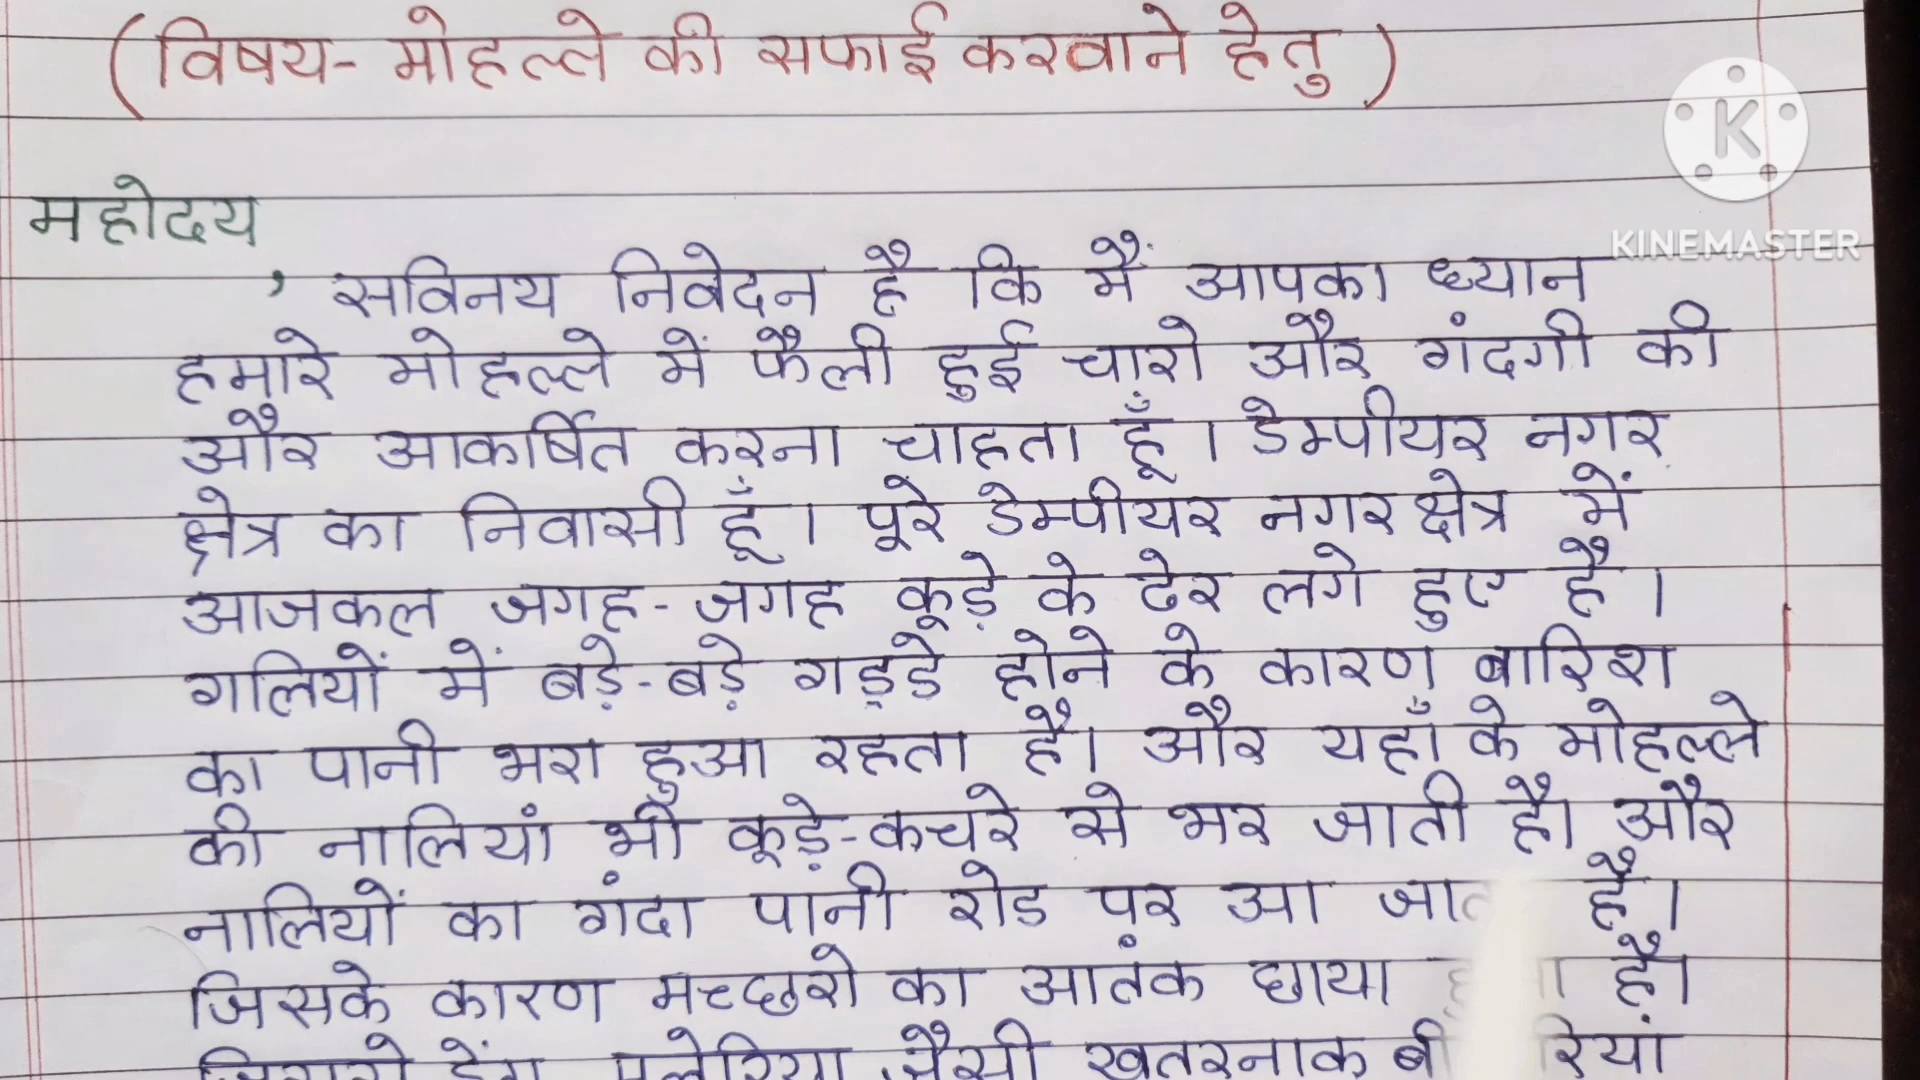 (विषय- मोहल्ले की सफाई करवाने हेतु)
K
KINEMASTER
महोदय
, सविनय निवेदन है कि मैं आपका ध्यान
हमारे मोहल्ले में फैली हुई चारो और गंदगी की
और आकर्षित करना चाहता हूँ। डेम्पीयर नगर
क्षेत्र का निवासी हूँ। पूरे डेम्पीयर नगर क्षेत्र में
आजकल जगह-जगह कूड़े के ढेर लगे हुए है।
गलियों में बड़े-बड़े गड्डे होने के कारण बारिश
का पानी भरा हुआ रहता है। और यहाँ के मोहल्ले
की नालियां भी कूड़े-कचरे से भर जाती है। और
नालियों का गंदा पानी रोड पर आ है।
जिसके कारण मच्छरो का आतंक छाया है।
जैसी खतरनाक